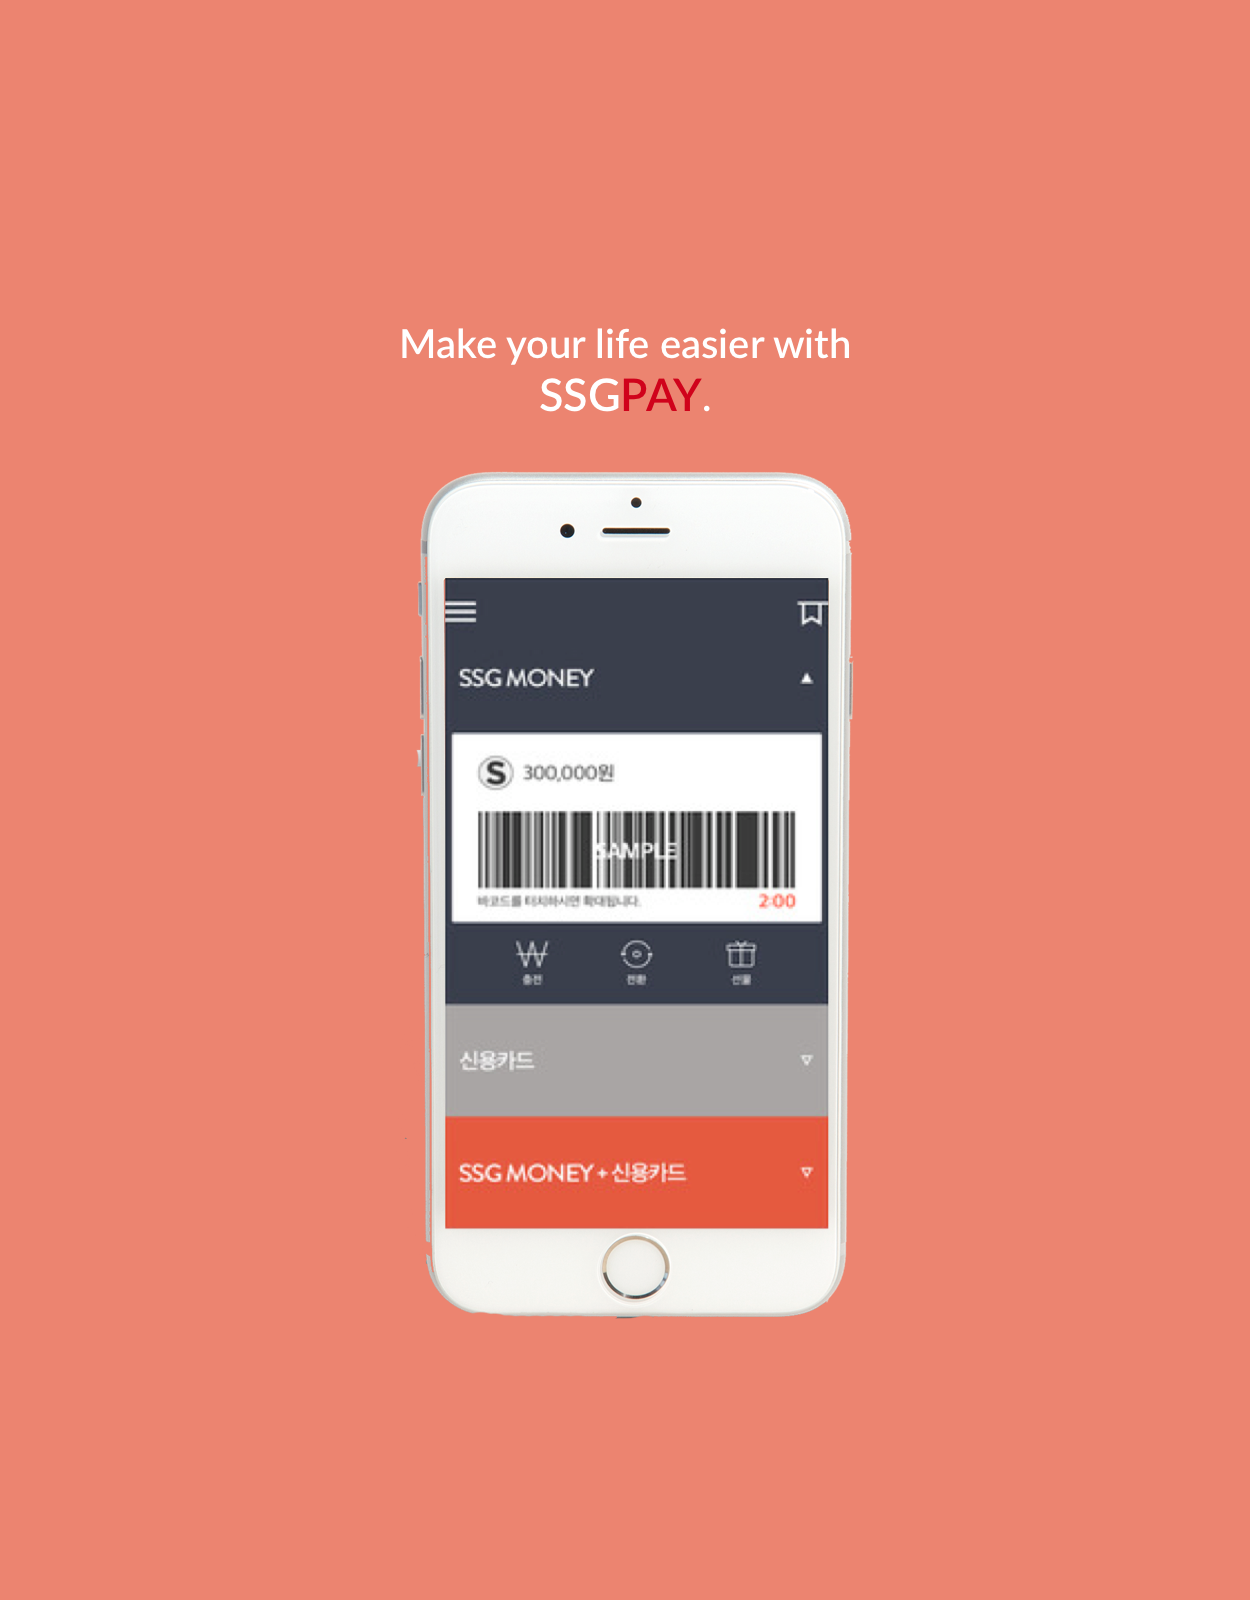 Make your life easier with
SSGPAY.
SSG MONEY
S 300,000원
SAMPLE
바코드를 터치하시면 확대됩니다. 2:00
충전 전환 선물
신용카드
SSG MONEY + 신용카드